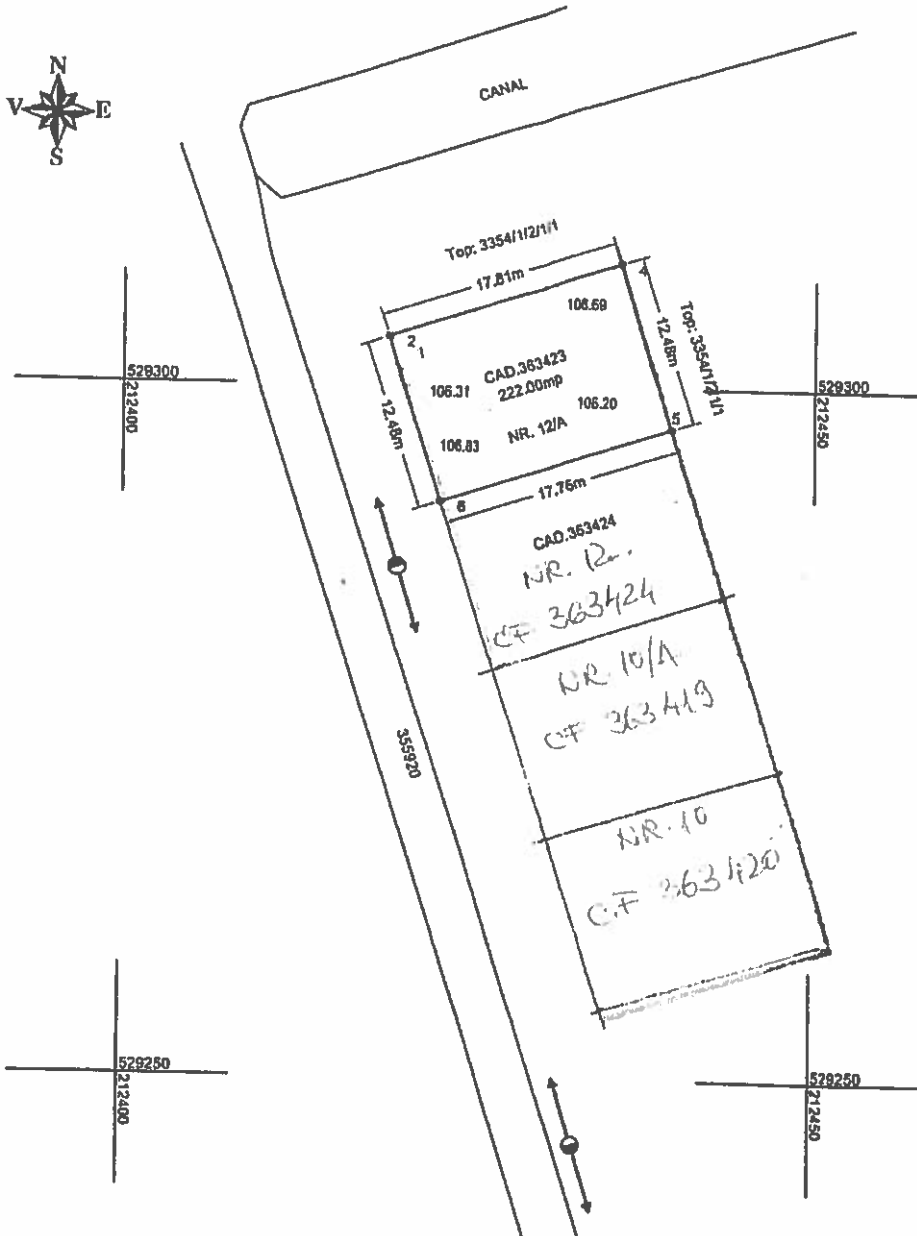 N
V E
S
CANAL
Top: 3354/1/2/1/1
17.81m
4
106.69
12.48m
Top: 3354/1/2/1/1
2
1
CAD.363423
222.00mp
106.31
106.20
NR. 12/A
106.83
12.48m
5
6
17.76m
529300
212400
529300
212450
CAD.363424
NR. 12
CF 363424
NR 10/A
CF 363419
355920
NR. 10
C.F 363420
529250
212400
529250
212450